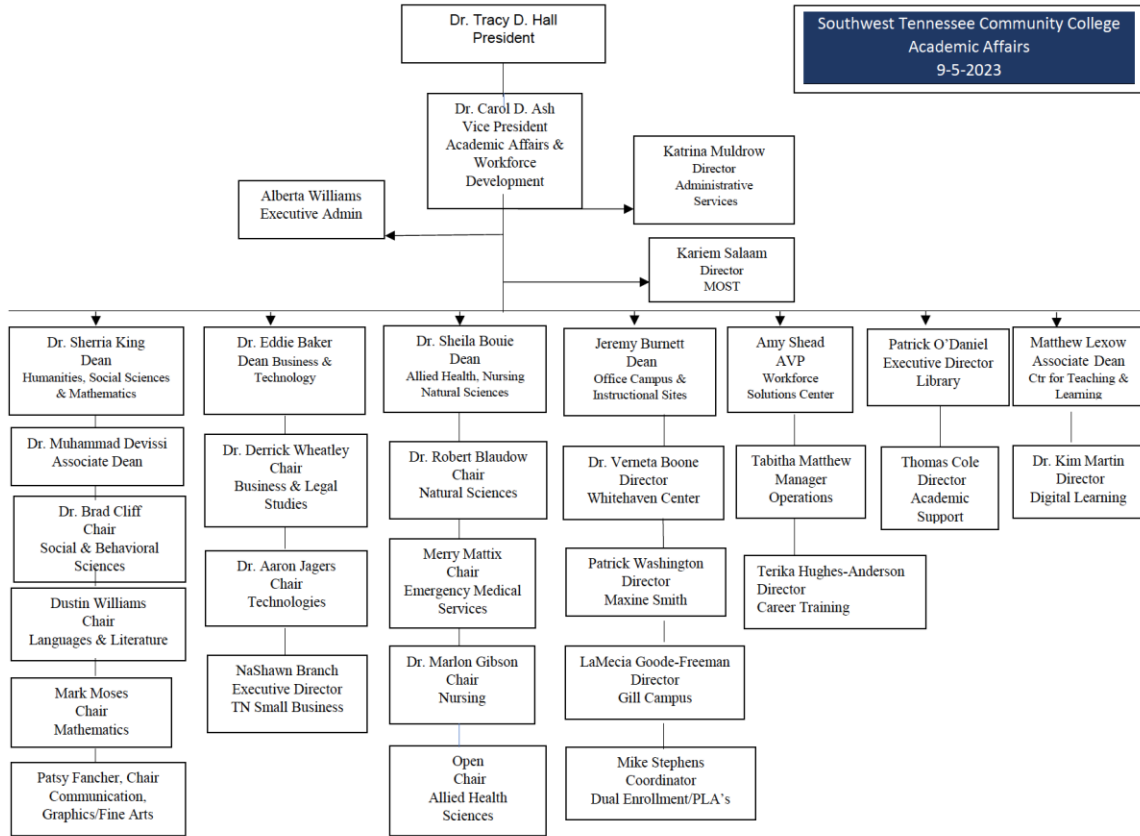 Dr. Tracy D. Hall
President
Southwest Tennessee Community College
Academic Affairs
9-5-2023
Dr. Carol D. Ash
Vice President
Academic Affairs &
Workforce
Development
Katrina Muldrow
Director
Administrative
Services
Alberta Williams
Executive Admin
Kariem Salaam
Director
MOST
Dr. Sherria King
Dean
Humanities, Social Sciences
& Mathematics
Dr. Muhammad Devissi
Associate Dean
Dr. Brad Cliff
Chair
Social & Behavioral
Sciences
Dustin Williams
Chair
Languages & Literature
Mark Moses
Chair
Mathematics
Patsy Fancher, Chair
Communication,
Graphics/Fine Arts
Dr. Eddie Baker
Dean Business &
Technology
Dr. Derrick Wheatley
Chair
Business & Legal
Studies
Dr. Aaron Jagers
Chair
Technologies
NaShawn Branch
Executive Director
TN Small Business
Dr. Sheila Bouie
Dean
Allied Health, Nursing
Natural Sciences
Dr. Robert Blaudow
Chair
Natural Sciences
Merry Mattix
Chair
Emergency Medical
Services
Dr. Marlon Gibson
Chair
Nursing
Open
Chair
Allied Health
Sciences
Jeremy Burnett
Dean
Office Campus &
Instructional Sites
Dr. Verneta Boone
Director
Whitehaven Center
Patrick Washington
Director
Maxine Smith
LaMecia Goode-Freeman
Director
Gill Campus
Mike Stephens
Coordinator
Dual Enrollment/PLA's
Amy Shead
AVP
Workforce
Solutions Center
Tabitha Matthew
Manager
Operations
Terika Hughes-Anderson
Director
Career Training
Patrick O'Daniel
Executive Director
Library
Thomas Cole
Director
Academic
Support
Matthew Lexow
Associate Dean
Ctr for Teaching &
Learning
Dr. Kim Martin
Director
Digital Learning